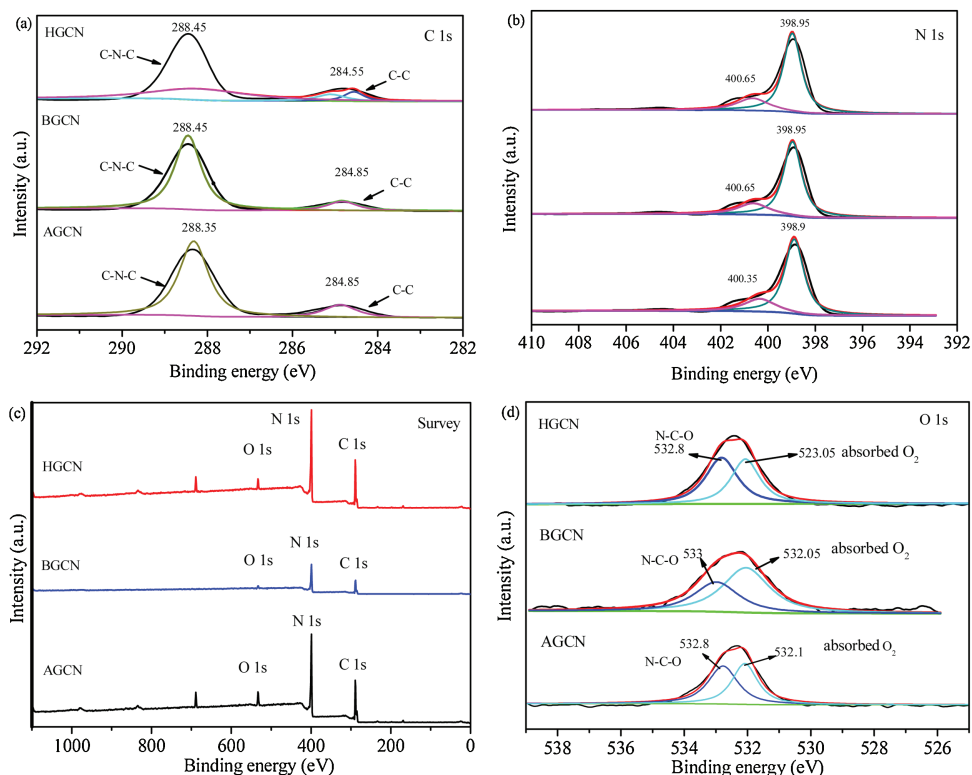 (a)
C 1s
HGCN
288.45
C-N-C
284.55
C-C
BGCN
288.45
C-N-C
284.85
C-C
AGCN
288.35
C-N-C
284.85
C-C
Intensity (a.u.)
292 290 288 286 284 282
Binding energy (eV)
(b)
N 1s
398.95
400.65
398.95
400.65
398.9
400.35
Intensity (a.u.)
410 408 406 404 402 400 398 396 394 392
Binding energy (eV)
(c)
Survey
N 1s
O 1s
C 1s
HGCN
N 1s
O 1s
C 1s
BGCN
N 1s
O 1s
C 1s
AGCN
Intensity (a.u.)
1000 800 600 400 200 0
Binding energy (eV)
(d)
O 1s
HGCN
N-C-O
532.8
523.05 absorbed O₂
BGCN
N-C-O 533
532.05 absorbed O₂
AGCN
532.8
N-C-O
532.1 absorbed O₂
Intensity (a.u.)
538 536 534 532 530 528 526
Binding energy (eV)